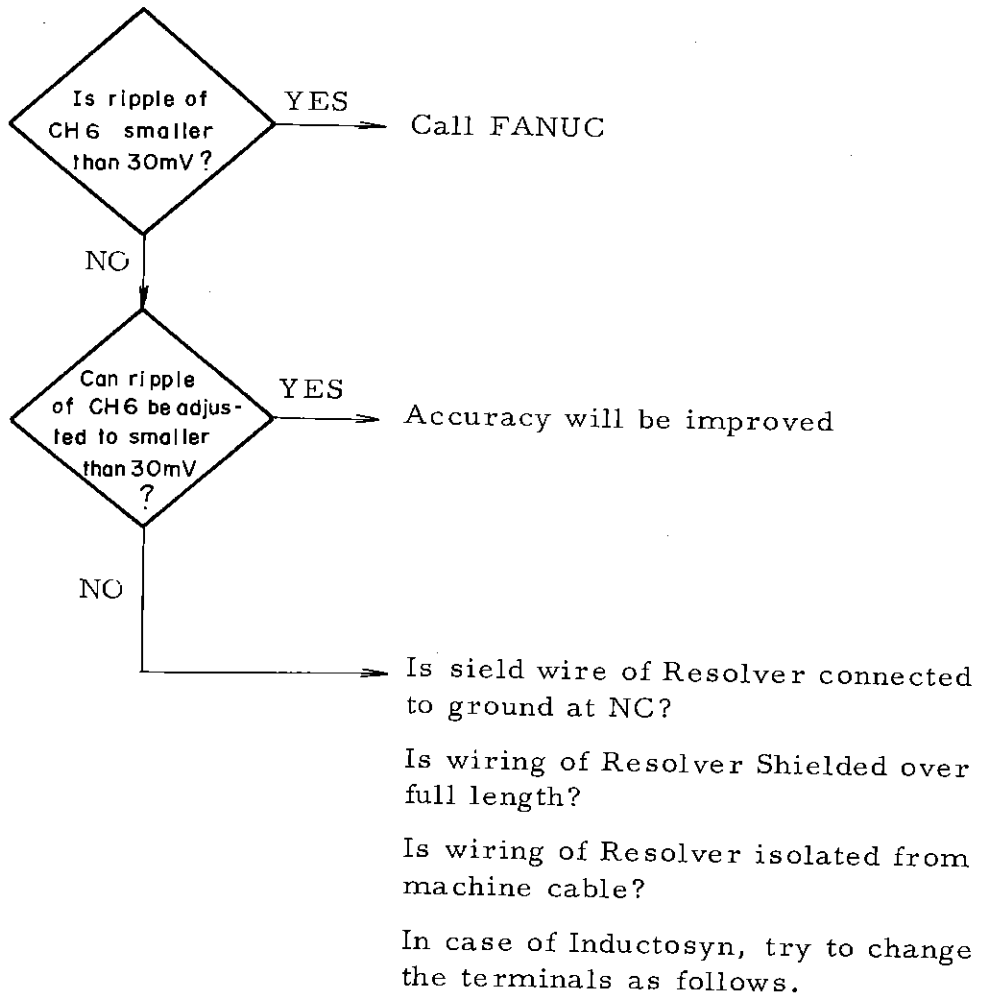 Is ripple of
CH 6 smaller
than 30mV?
YES
Call FANUC
NO
Can ripple
of CH6 be adjus-
ted to smaller
than 30mV
?
YES
Accuracy will be improved
NO
Is sield wire of Resolver connected
to ground at NC?
Is wiring of Resolver Shielded over
full length?
Is wiring of Resolver isolated from
machine cable?
In case of Inductosyn, try to change
the terminals as follows.